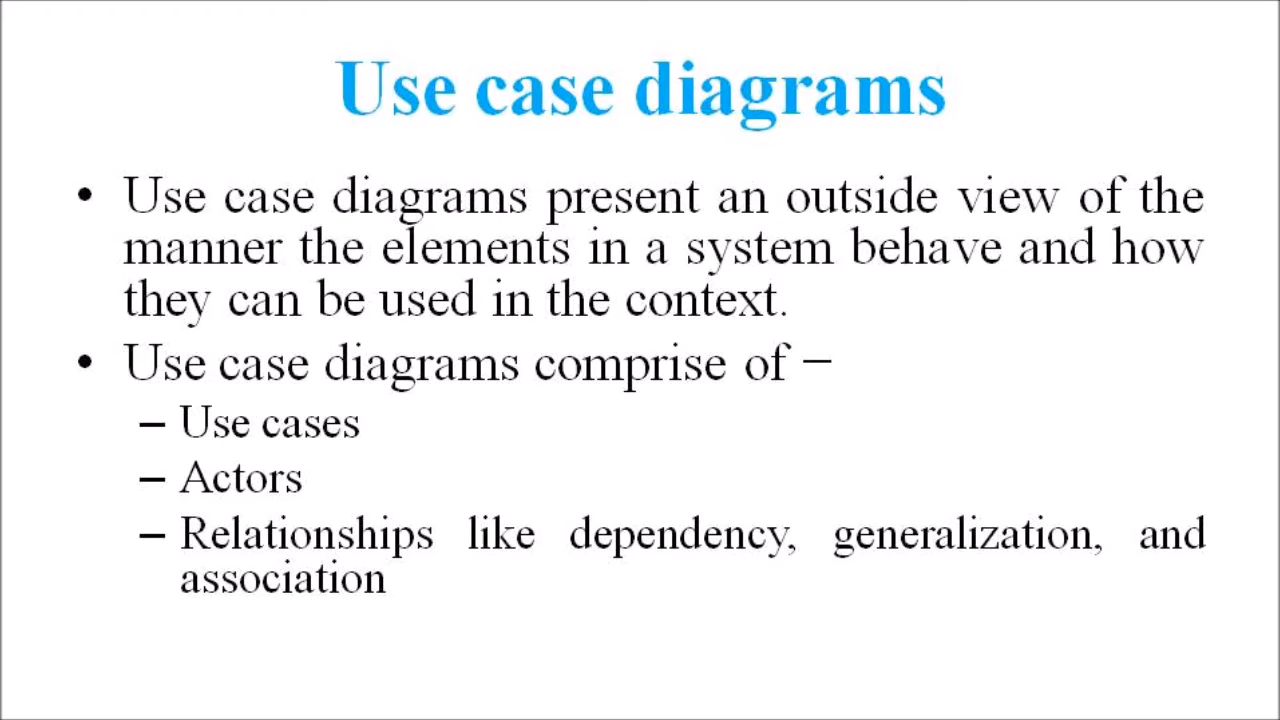 Use case diagrams
• Use case diagrams present an outside view of the
manner the elements in a system behave and how
they can be used in the context.
• Use case diagrams comprise of −
– Use cases
– Actors
– Relationships like dependency, generalization, and
association